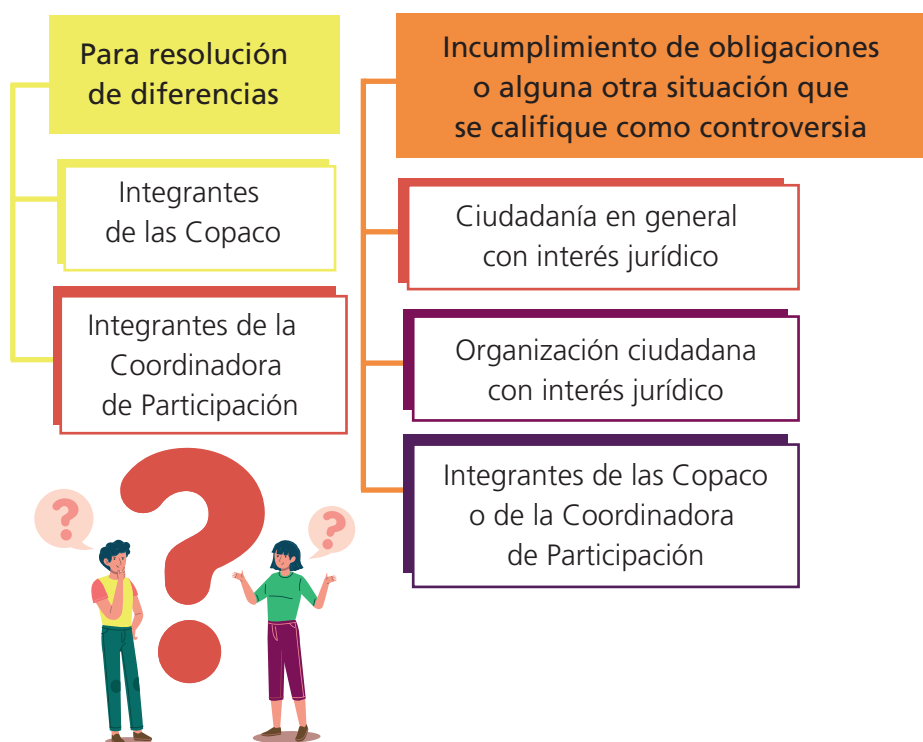 Para resolución
de diferencias
Integrantes
de las Copaco
Integrantes de la
Coordinadora
de Participación
Incumplimiento de obligaciones
o alguna otra situación que
se califique como controversia
Ciudadanía en general
con interés jurídico
Organización ciudadana
con interés jurídico
Integrantes de las Copaco
o de la Coordinadora
de Participación
?
?
?